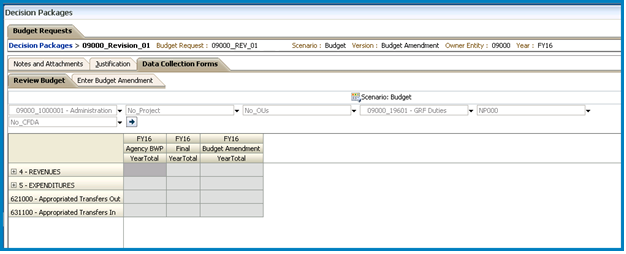 Decision Packages
Budget Requests
Decision Packages > 09000_Revision_01 Budget Request : 09000_REV_01 Scenario : Budget Version : Budget Amendment Owner Entity : 09000 Year : FY16
Notes and Attachments Justification Data Collection Forms
Review Budget Enter Budget Amendment
Scenario: Budget
09000_1000001 - Administration No_Project No_OUs 09000_19601 - GRF Duties NP000
No_CFDA
FY16 FY16 FY16
Agency BWP Final Budget Amendment
YearTotal YearTotal YearTotal
4 - REVENUES
5 - EXPENDITURES
621000 - Appropriated Transfers Out
631100 - Appropriated Transfers In